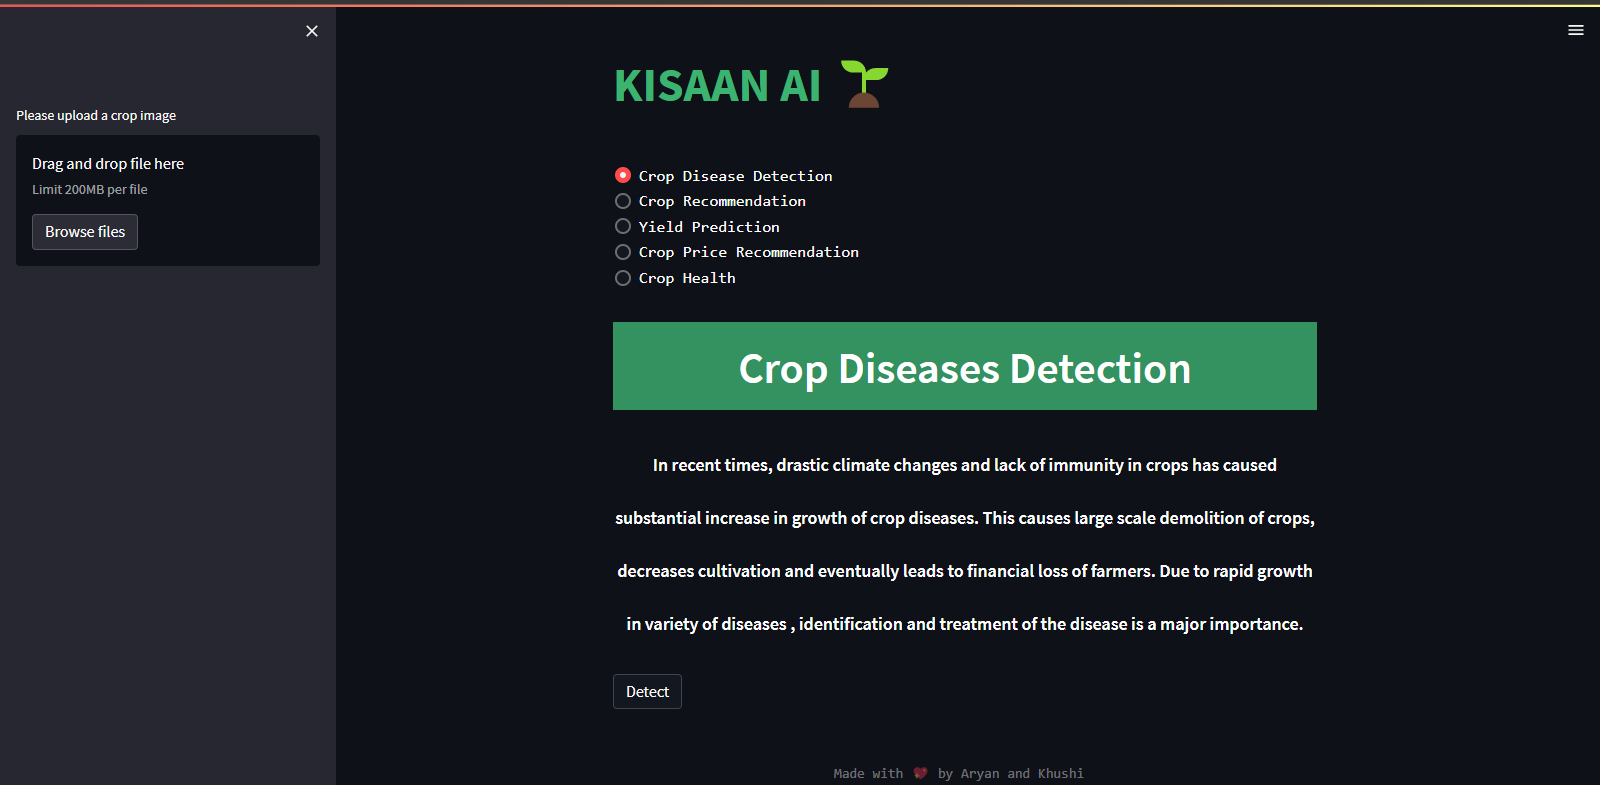 Please upload a crop image
Drag and drop file here
Limit 200MB per file
Browse files
KISAAN AI
Crop Disease Detection
Crop Recommendation
Yield Prediction
Crop Price Recommendation
Crop Health
Crop Diseases Detection
In recent times, drastic climate changes and lack of immunity in crops has caused
substantial increase in growth of crop diseases. This causes large scale demolition of crops,
decreases cultivation and eventually leads to financial loss of farmers. Due to rapid growth
in variety of diseases , identification and treatment of the disease is a major importance.
Detect
Made with 💖 by Aryan and Khushi